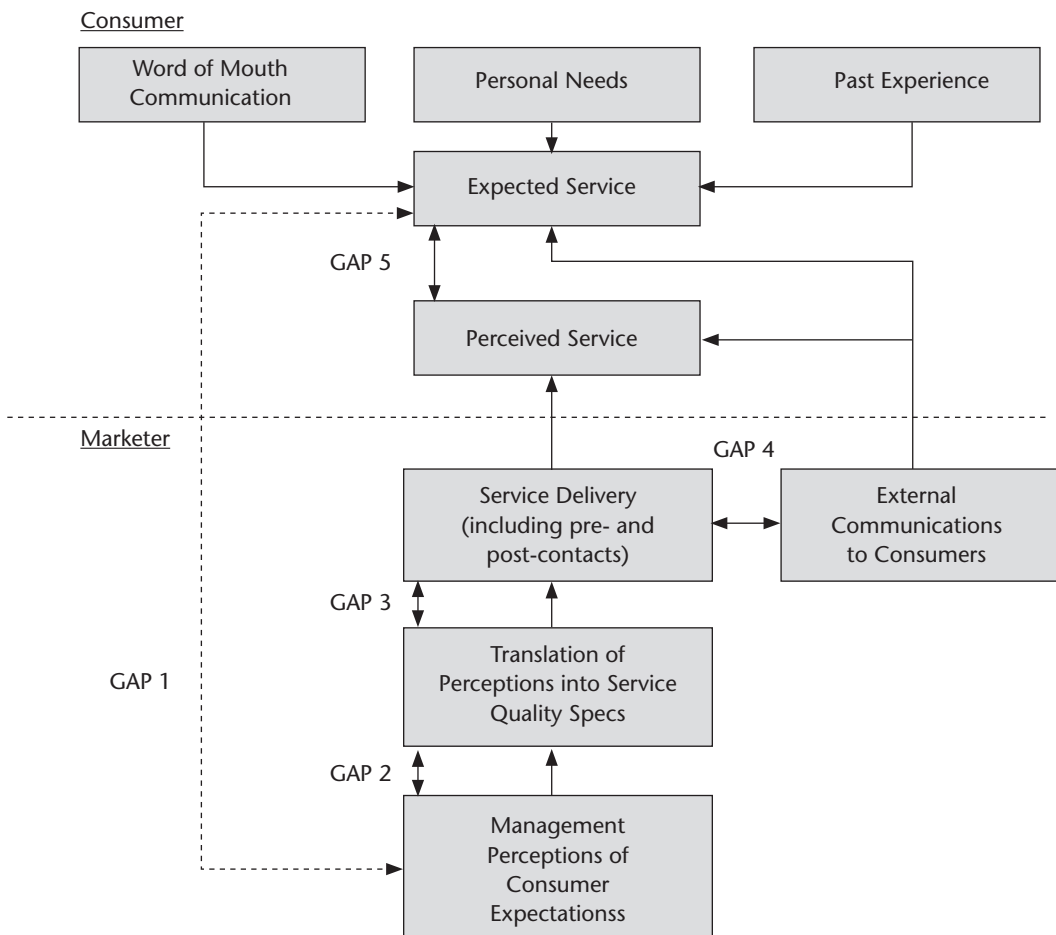 Consumer
Word of Mouth
Communication
Personal Needs
Past Experience
Expected Service
GAP 5
Perceived Service
Marketer
GAP 4
Service Delivery
(including pre- and
post-contacts)
External
Communications
to Consumers
GAP 3
Translation of
Perceptions into Service
Quality Specs
GAP 1
GAP 2
Management
Perceptions of
Consumer
Expectationss